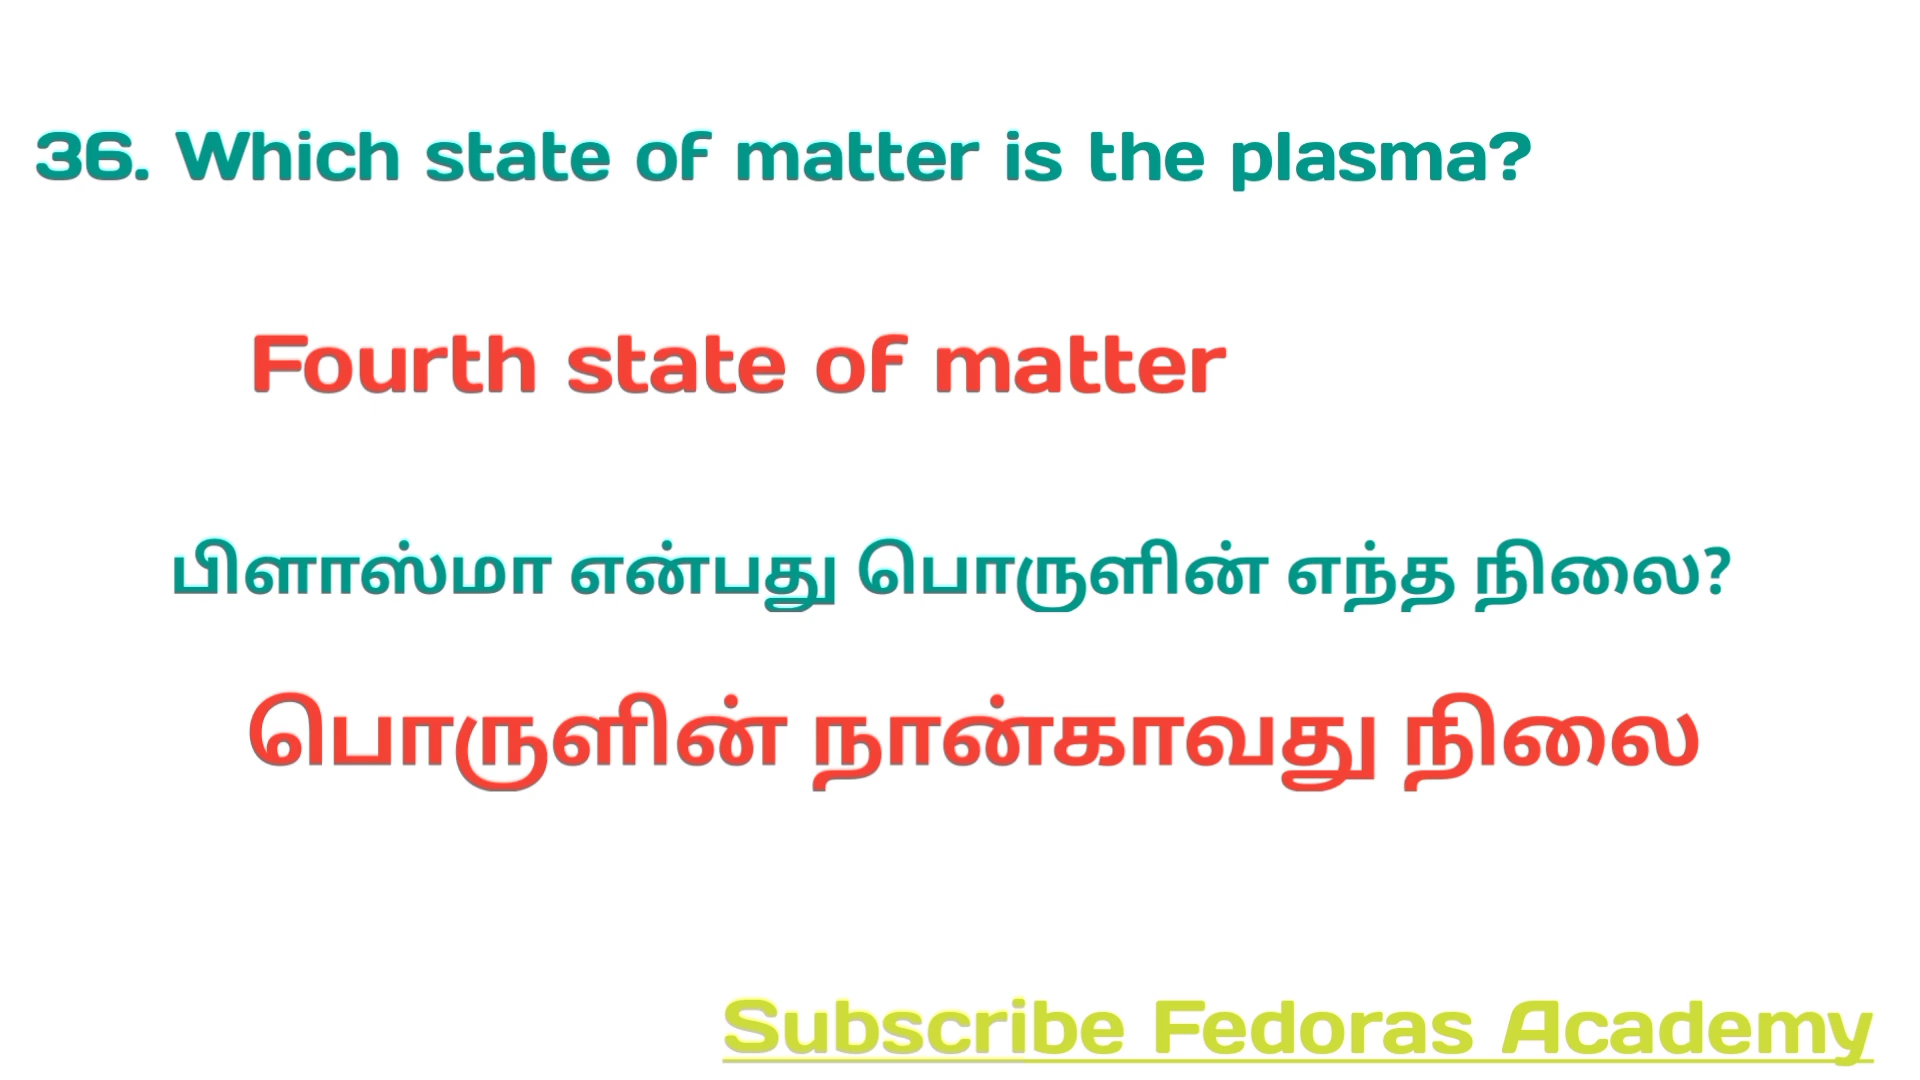 36. Which state of matter is the plasma?
Fourth state of matter
பிளாஸ்மா என்பது பொருளின் எந்த நிலை?
பொருளின் நான்காவது நிலை
Subscribe Fedoras Academy